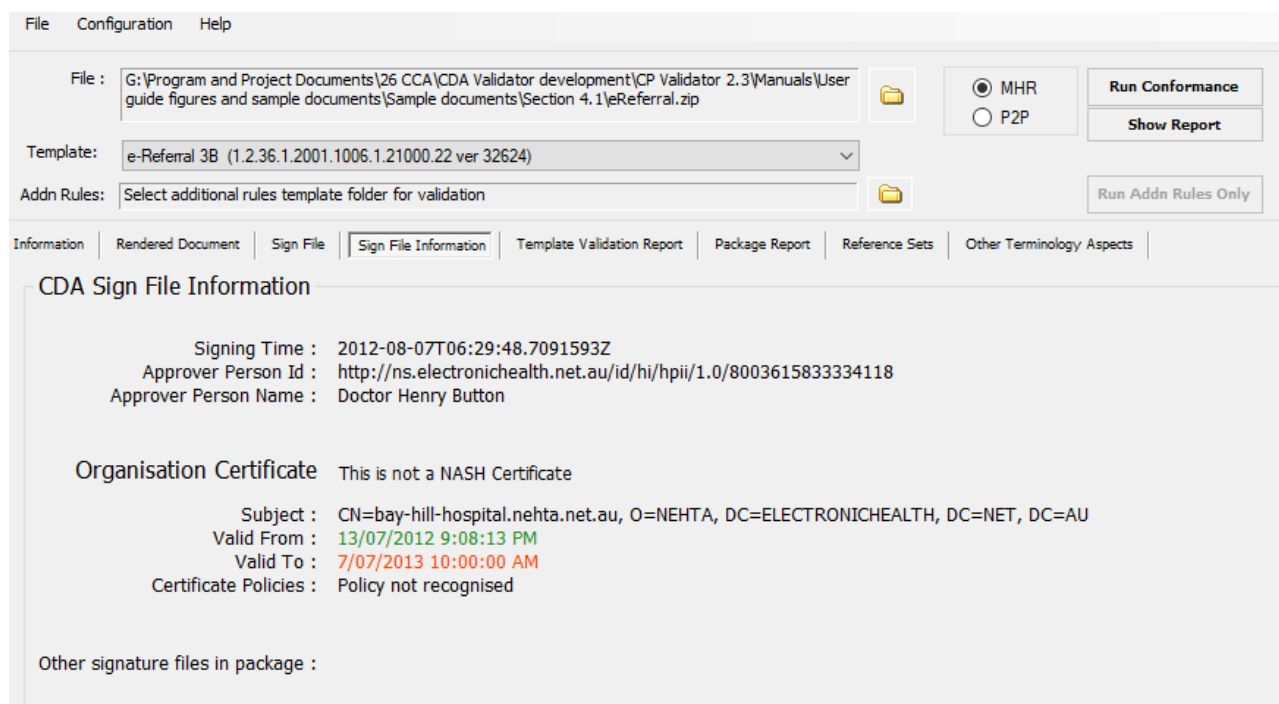 File Configuration Help
File : G:\Program and Project Documents\26 CCA\CDA Validator development\CP Validator 2.3\Manuals\User
guide figures and sample documents\Sample documents\Section 4.1\eReferral.zip
MHR
P2P
Run Conformance
Show Report
Template: e-Referral 3B (1.2.36.1.2001.1006.1.21000.22 ver 32624)
Addn Rules: Select additional rules template folder for validation
Run Addn Rules Only
Information Rendered Document Sign File Sign File Information Template Validation Report Package Report Reference Sets Other Terminology Aspects
CDA Sign File Information
Signing Time : 2012-08-07T06:29:48.7091593Z
Approver Person Id : http://ns.electronichealth.net.au/id/hi/hpii/1.0/8003615833334118
Approver Person Name : Doctor Henry Button
Organisation Certificate This is not a NASH Certificate
Subject : CN=bay-hill-hospital.nehta.net.au, O=NEHTA, DC=ELECTRONICHEALTH, DC=NET, DC=AU
Valid From : 13/07/2012 9:08:13 PM
Valid To : 7/07/2013 10:00:00 AM
Certificate Policies : Policy not recognised
Other signature files in package :